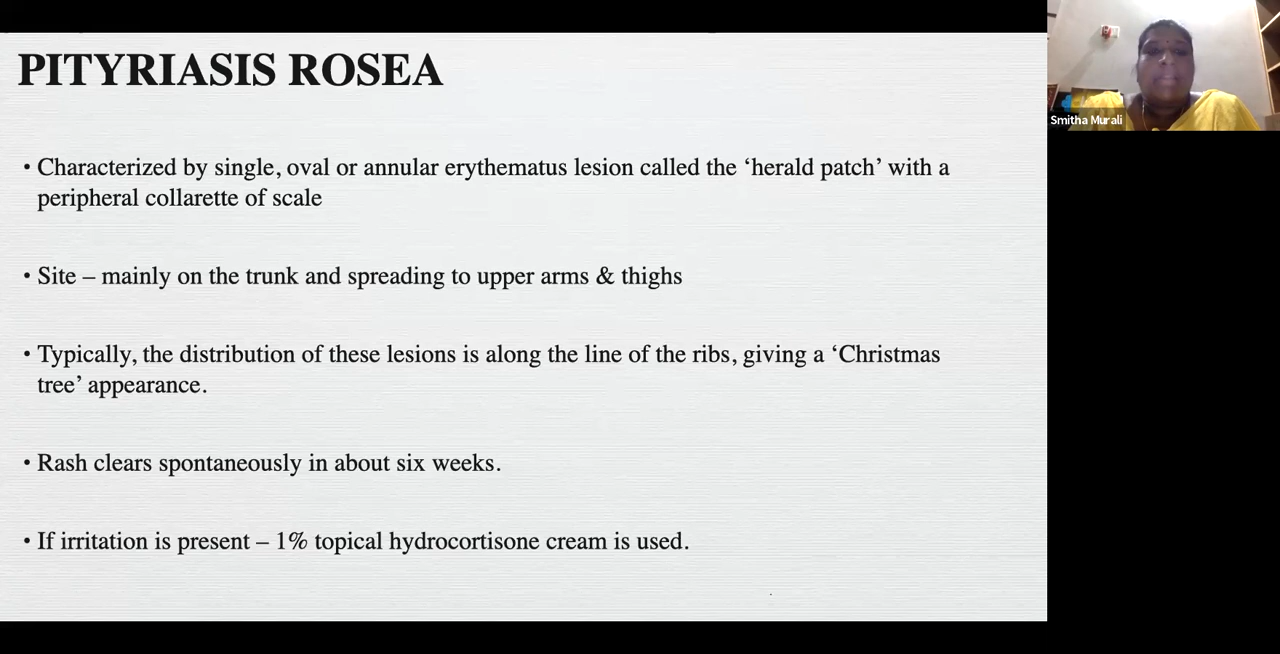 PITYRIASIS ROSEA
• Characterized by single, oval or annular erythematus lesion called the ‘herald patch’ with a
peripheral collarette of scale
• Site – mainly on the trunk and spreading to upper arms & thighs
• Typically, the distribution of these lesions is along the line of the ribs, giving a ‘Christmas
tree’ appearance.
• Rash clears spontaneously in about six weeks.
• If irritation is present – 1% topical hydrocortisone cream is used.
Smitha Murali